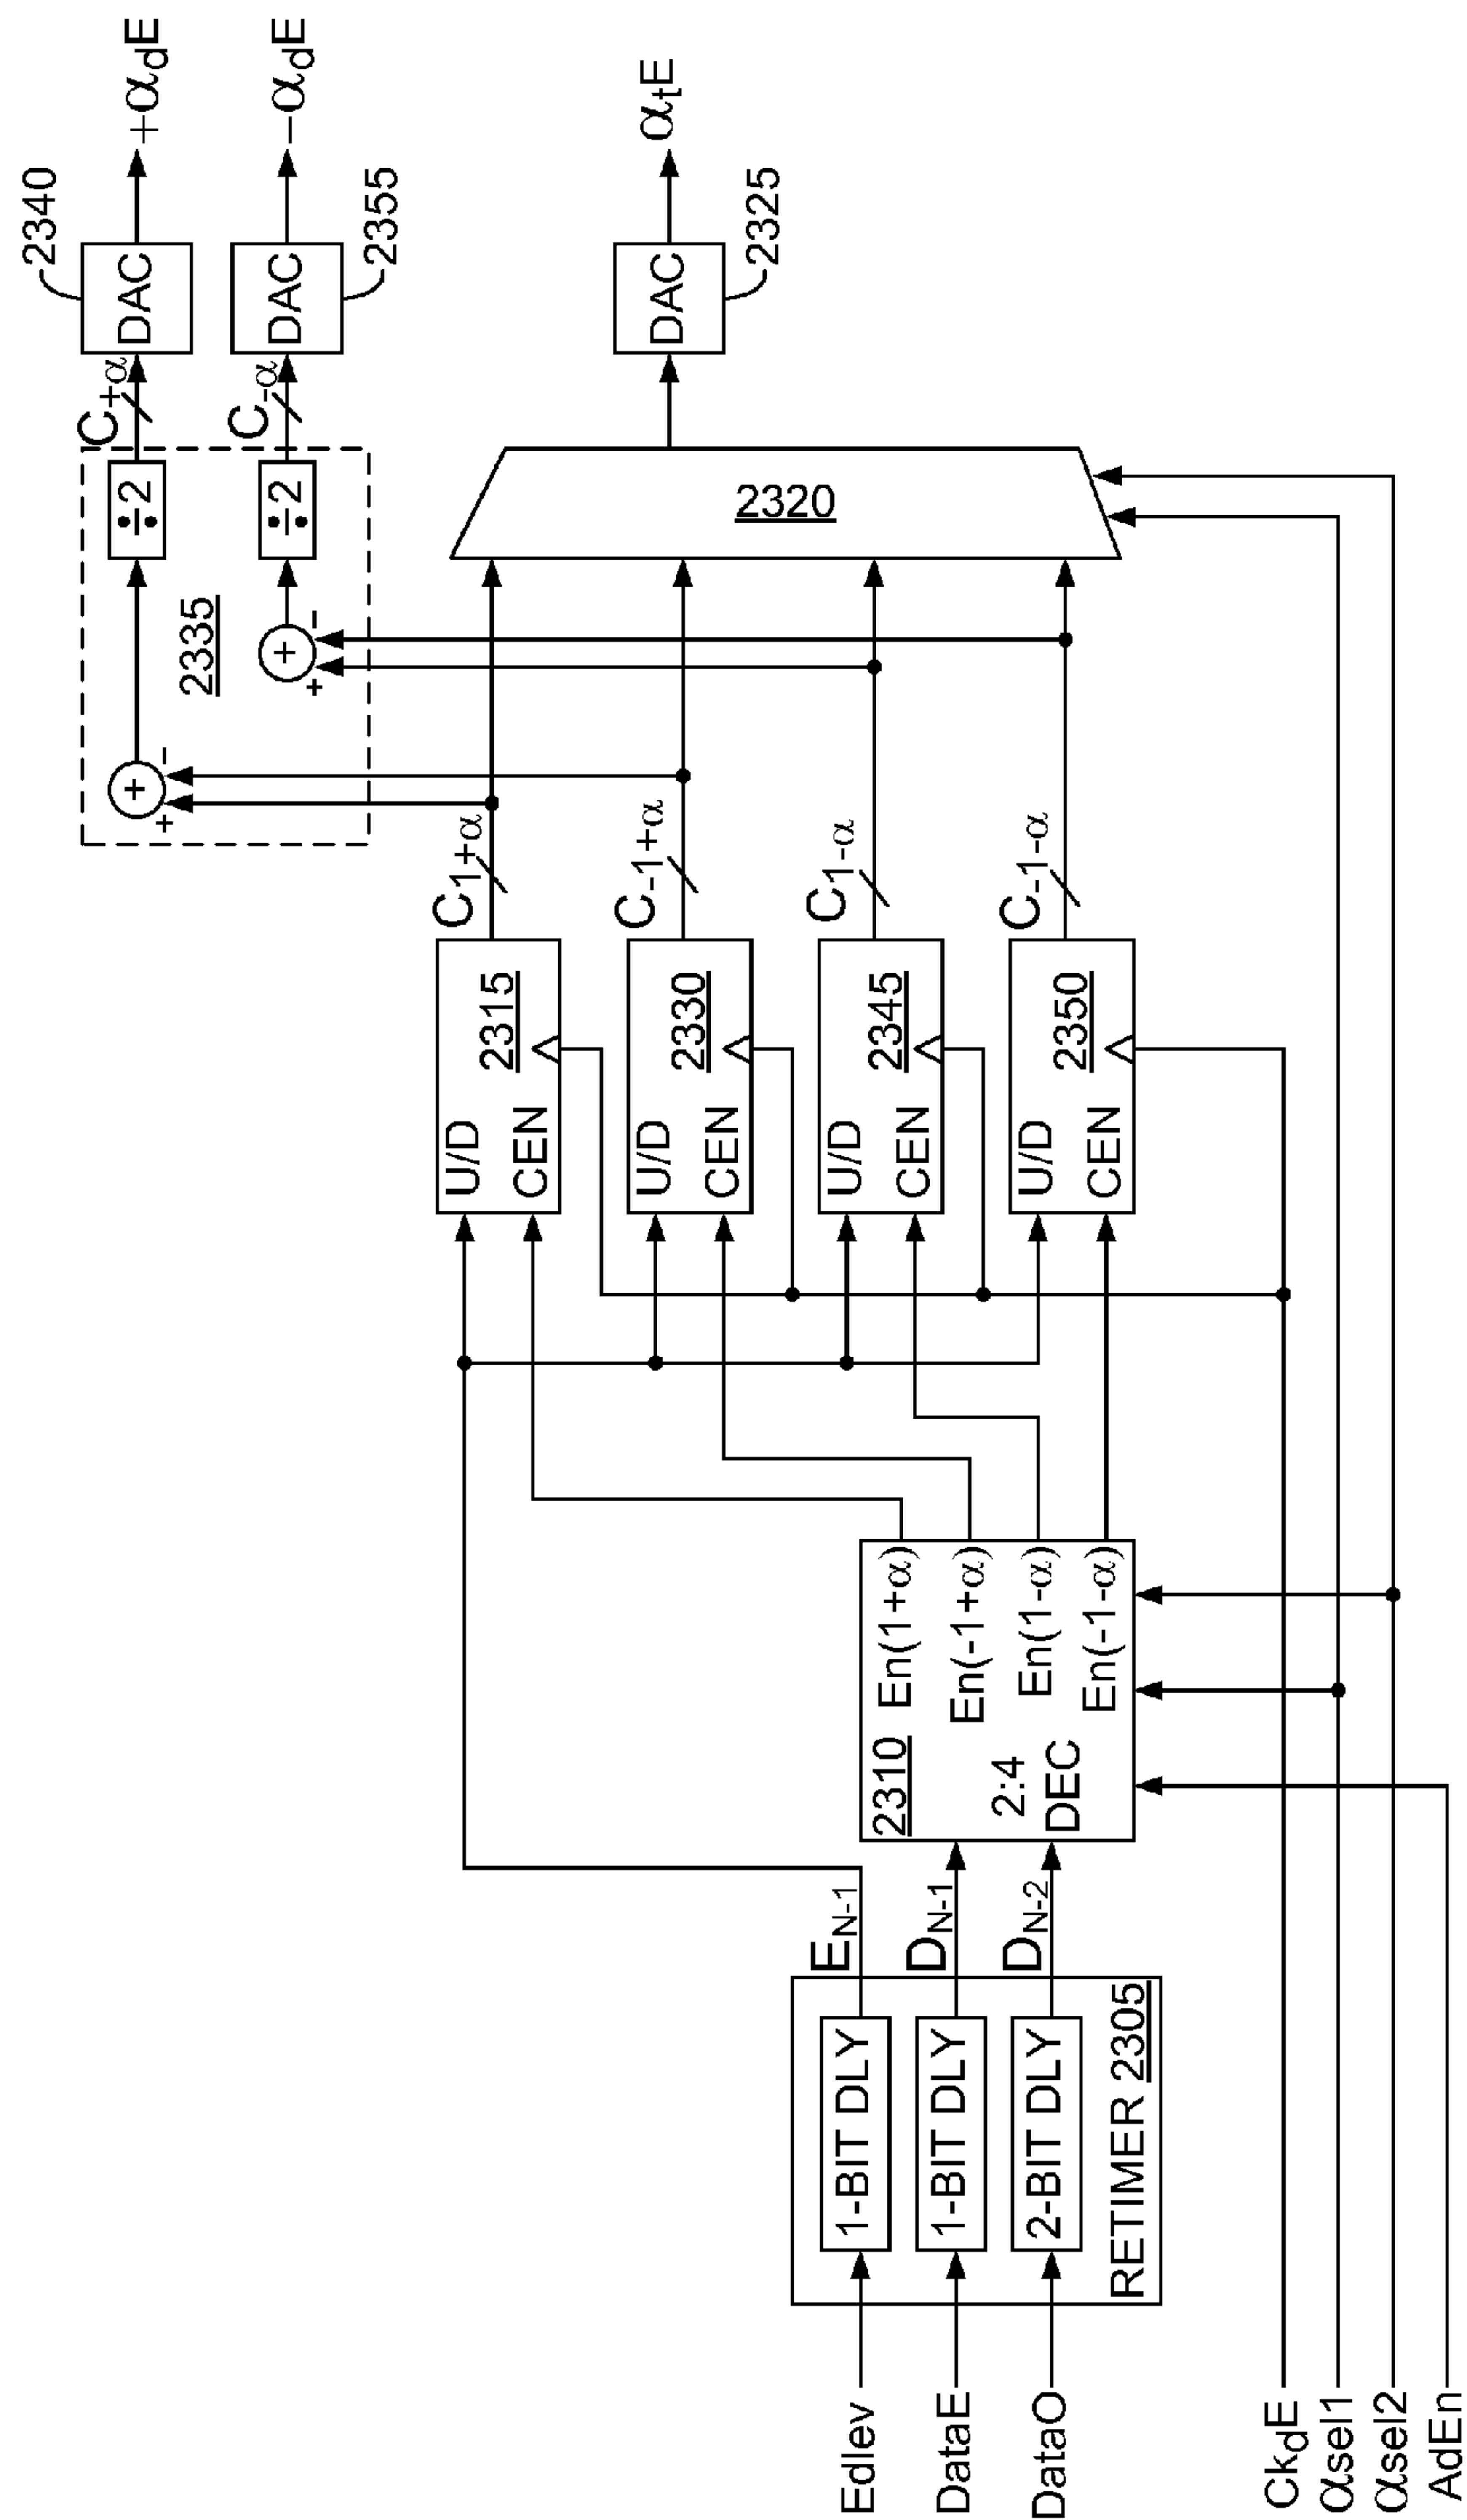 2340
DAC
+αdE
2355
DAC
−αdE
DAC
αtE
2325
C+α
C-α
÷2
÷2
2335
+
+
-
+
+
-
2320
C1+α
C-1+α
C1-α
C-1-α
U/D
2315
CEN
U/D
2330
CEN
U/D
2345
CEN
U/D
2350
CEN
2310
En(1+α)
En(-1+α)
2:4
En(1-α)
DEC
En(-1-α)
EN-1
DN-1
DN-2
1-BIT DLY
1-BIT DLY
2-BIT DLY
RETIMER 2305
Edlev
DataE
DataO
CkdE
αsel1
αsel2
AdEn